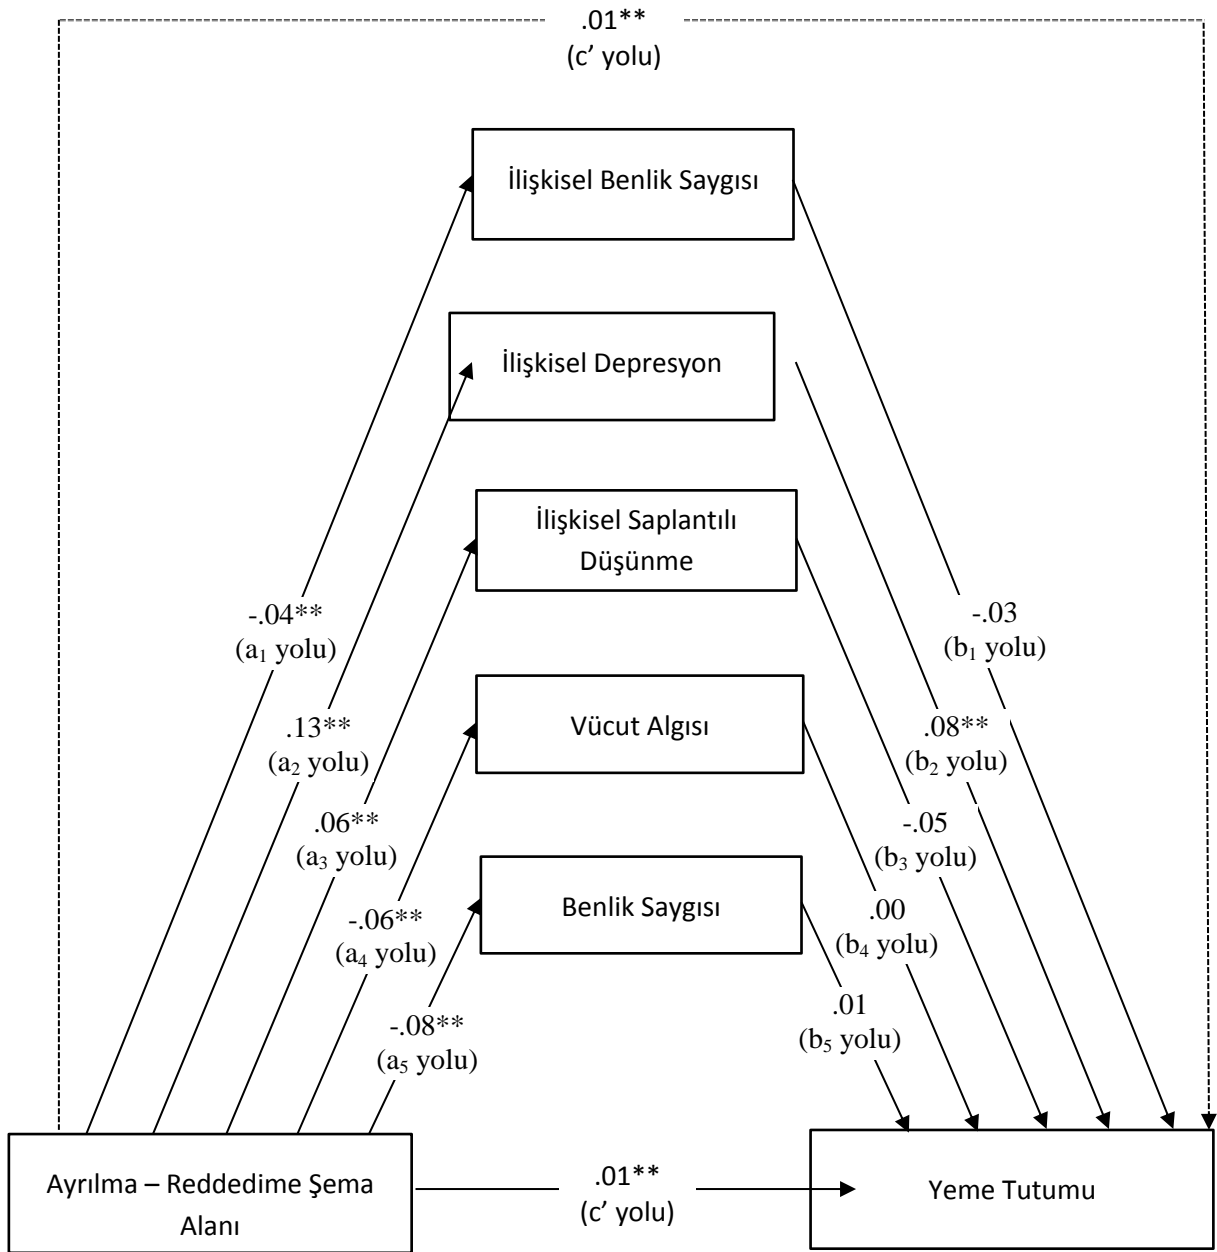 .01**
(c' yolu)
İlişkisel Benlik Saygısı
İlişkisel Depresyon
İlişkisel Saplantılı
Düşünme
-.04**
(a₁ yolu)
-.03
(b₁ yolu)
Vücut Algısı
.13**
(a₂ yolu)
.08**
(b₂ yolu)
.06**
(a₃ yolu)
-.05
(b₃ yolu)
Benlik Saygısı
-.06**
(a₄ yolu)
.00
(b₄ yolu)
-.08**
(a₅ yolu)
.01
(b₅ yolu)
Ayrılma – Reddedime Şema
Alanı
.01**
(c' yolu)
Yeme Tutumu